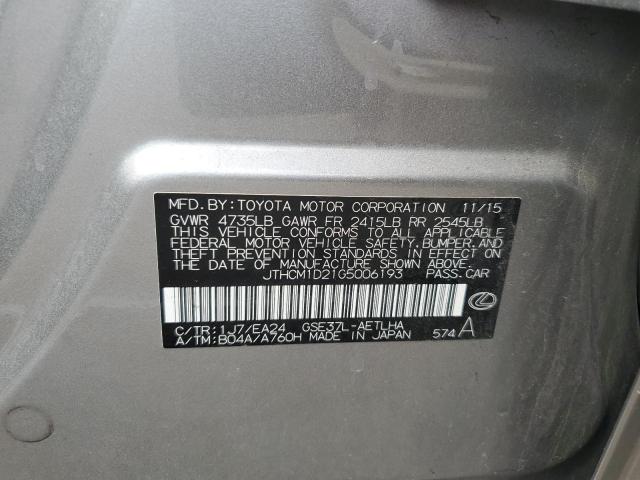 MFD.BY:TOYOTA MOTOR CORPORATION 11/15
GVWR 4735LB GAWR FR 2415LB RR 2545LB
THIS VEHICLE CONFORMS TO ALL APPLICABLE
FEDERAL MOTOR VEHICLE SAFETY,BUMPER,AND
THEFT PREVENTION STANDARDS IN EFFECT ON
THE DATE OF MANUFACTURE SHOWN ABOVE.
JTHCM1D21G5006193 PASS.CAR
C/TR:1J7/EA24 GSE37L-AETLHA
A/TM:B04A/A760H MADE IN JAPAN 574A